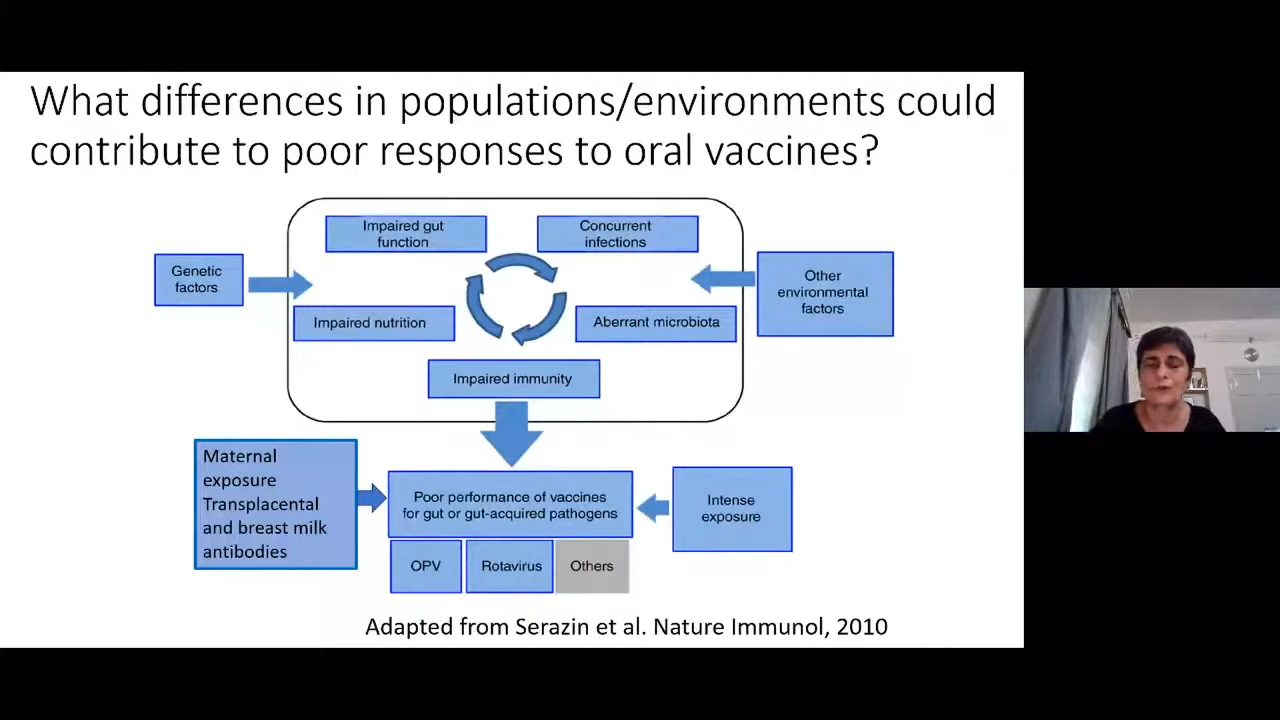 What differences in populations/environments could
contribute to poor responses to oral vaccines?
Impaired gut
function
Concurrent
infections
Genetic
factors
Other
environmental
factors
Impaired nutrition
Aberrant microbiota
Impaired immunity
Maternal
exposure
Transplacental
and breast milk
antibodies
Poor performance of vaccines
for gut or gut-acquired pathogens
Intense
exposure
OPV
Rotavirus
Others
Adapted from Serazin et al. Nature Immunol, 2010